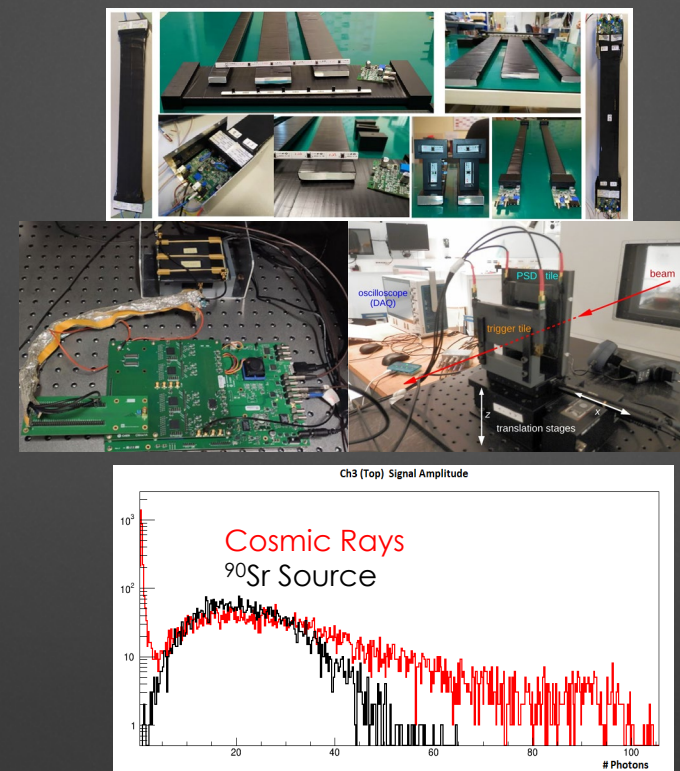 PSD tile
beam
oscilloscope
(DAQ)
trigger tile
z
x
translation stages
Ch3 (Top) Signal Amplitude
Cosmic Rays
90Sr Source
10³
10²
10
1
20
40
60
80
100
# Photons